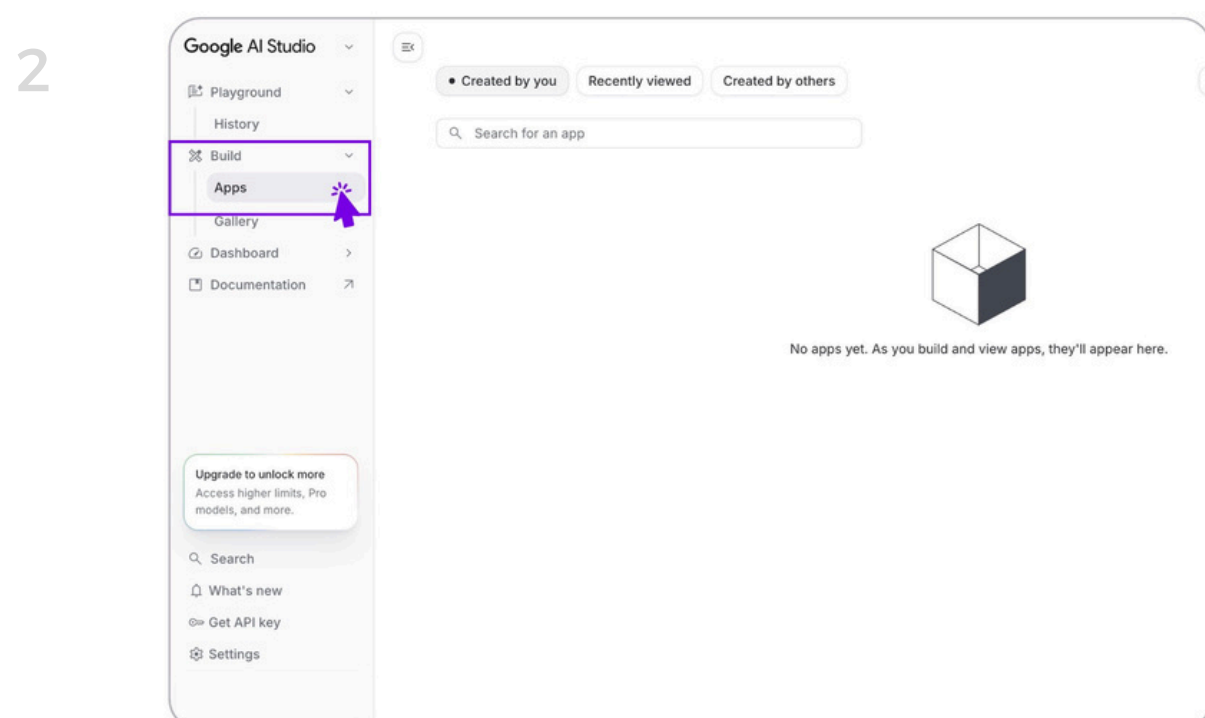 2
Google AI Studio
Playground
History
Build
Apps
Gallery
Dashboard
Documentation
Upgrade to unlock more
Access higher limits, Pro
models, and more.
Search
What's new
Get API key
Settings
Created by you Recently viewed Created by others
Search for an app
No apps yet. As you build and view apps, they'll appear here.